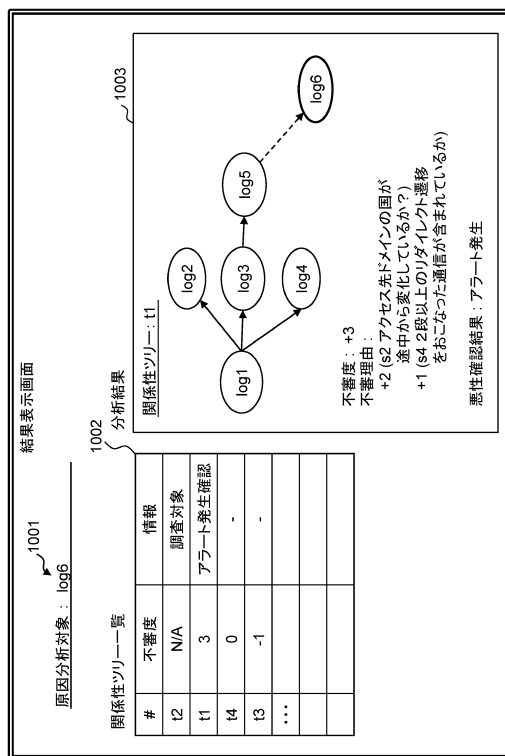 結果表示画面
1001
原因分析対象： log6
関係性ツリー一覧
1002
# 不審度 情報
t2 N/A 調査対象
t1 3 アラート発生確認
t4 0 -
t3 -1 -
･･･
分析結果
1003
関係性ツリー：t1
log1
log2
log3
log4
log5
log6
不審度： +3
不審理由：
+2 (s2 アクセス先ドメインの国が
途中から変化しているか？)
+1 (s4 2段以上のリダイレクト遷移
をおこなった通信が含まれているか)
悪性確認結果：アラート発生